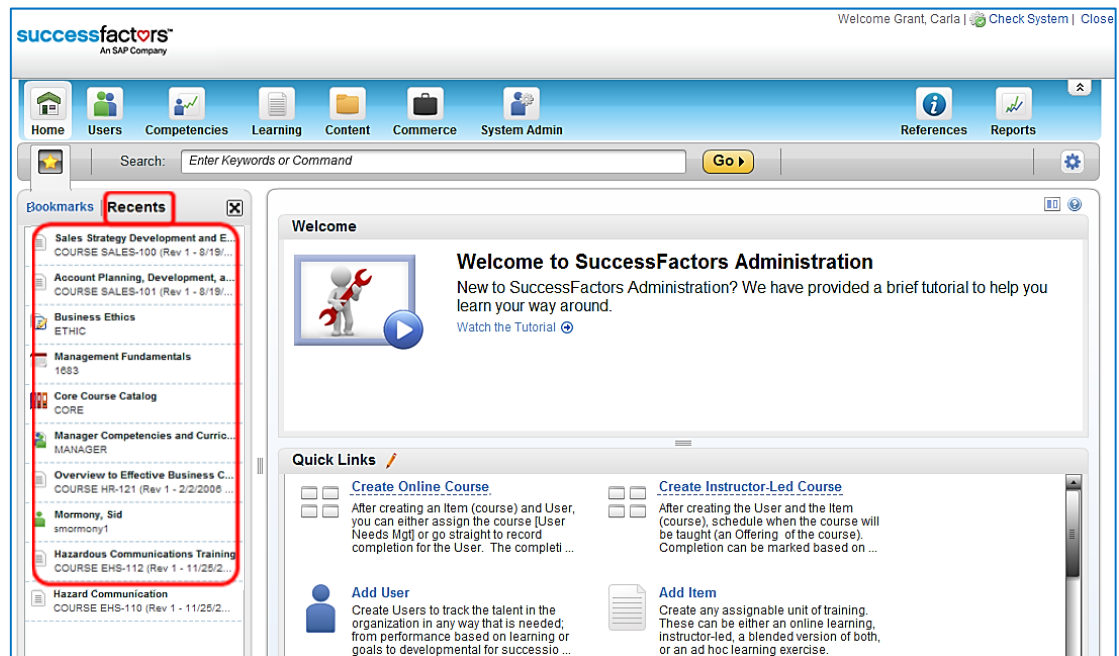 Welcome Grant, Carla | Check System | Close
successfactors™
An SAP Company
Home Users Competencies Learning Content Commerce System Admin References Reports
Search: Enter Keywords or Command Go
Bookmarks | Recents
Sales Strategy Development and E...
COURSE SALES-100 (Rev 1 - 8/19/...
Account Planning, Development, a...
COURSE SALES-101 (Rev 1 - 8/19/...
Business Ethics
ETHIC
Management Fundamentals
1683
Core Course Catalog
CORE
Manager Competencies and Curric...
MANAGER
Overview to Effective Business C...
COURSE HR-121 (Rev 1 - 2/2/2006 ...
Mormony, Sid
smormony1
Hazardous Communications Training
COURSE EHS-112 (Rev 1 - 11/25/2...
Hazard Communication
COURSE EHS-110 (Rev 1 - 11/25/2...
Welcome
Welcome to SuccessFactors Administration
New to SuccessFactors Administration? We have provided a brief tutorial to help you
learn your way around.
Watch the Tutorial
Quick Links
Create Online Course
After creating an Item (course) and User,
you can either assign the course [User
Needs Mgt] or go straight to record
completion for the User. The completi ...
Create Instructor-Led Course
After creating the User and the Item
(course), schedule when the course will
be taught (an Offering of the course).
Completion can be marked based on ...
Add User
Create Users to track the talent in the
organization in any way that is needed;
from performance based on learning or
goals to developmental for successio ...
Add Item
Create any assignable unit of training.
These can be either an online learning,
instructor-led, a blended version of both,
or an ad hoc learning exercise.